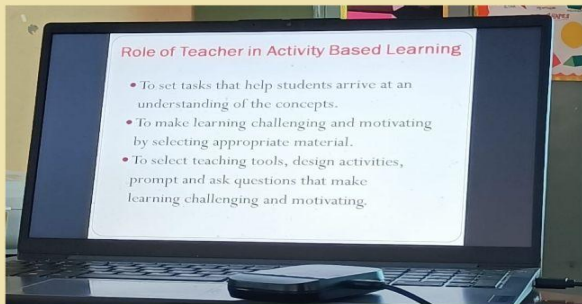 Role of Teacher in Activity Based Learning
• To set tasks that help students arrive at an
understanding of the concepts.
• To make learning challenging and motivating
by selecting appropriate material.
• To select teaching tools, design activities,
prompt and ask questions that make
learning challenging and motivating.